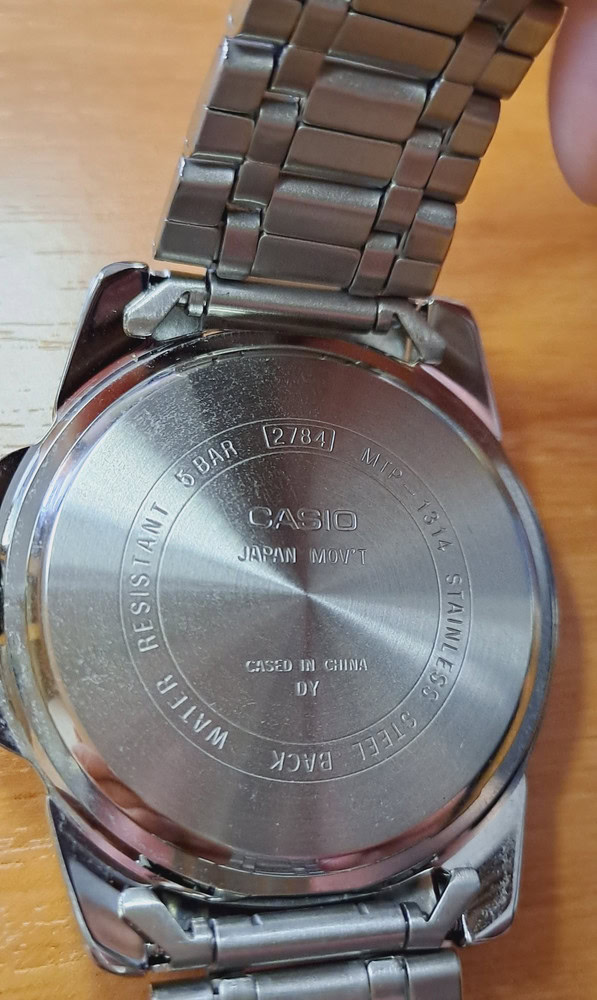 WATER RESISTANT 5 BAR 2784 MTP-1314 STAINLESS STEEL BACK
CASIO
JAPAN MOV'T
CASED IN CHINA
DY